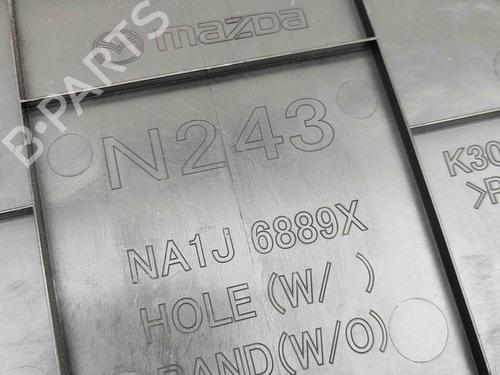 mazda
B-PARTS
N243
NA1J 6889X
HOLE(W/ )
BAND(W/O)
K30
>P